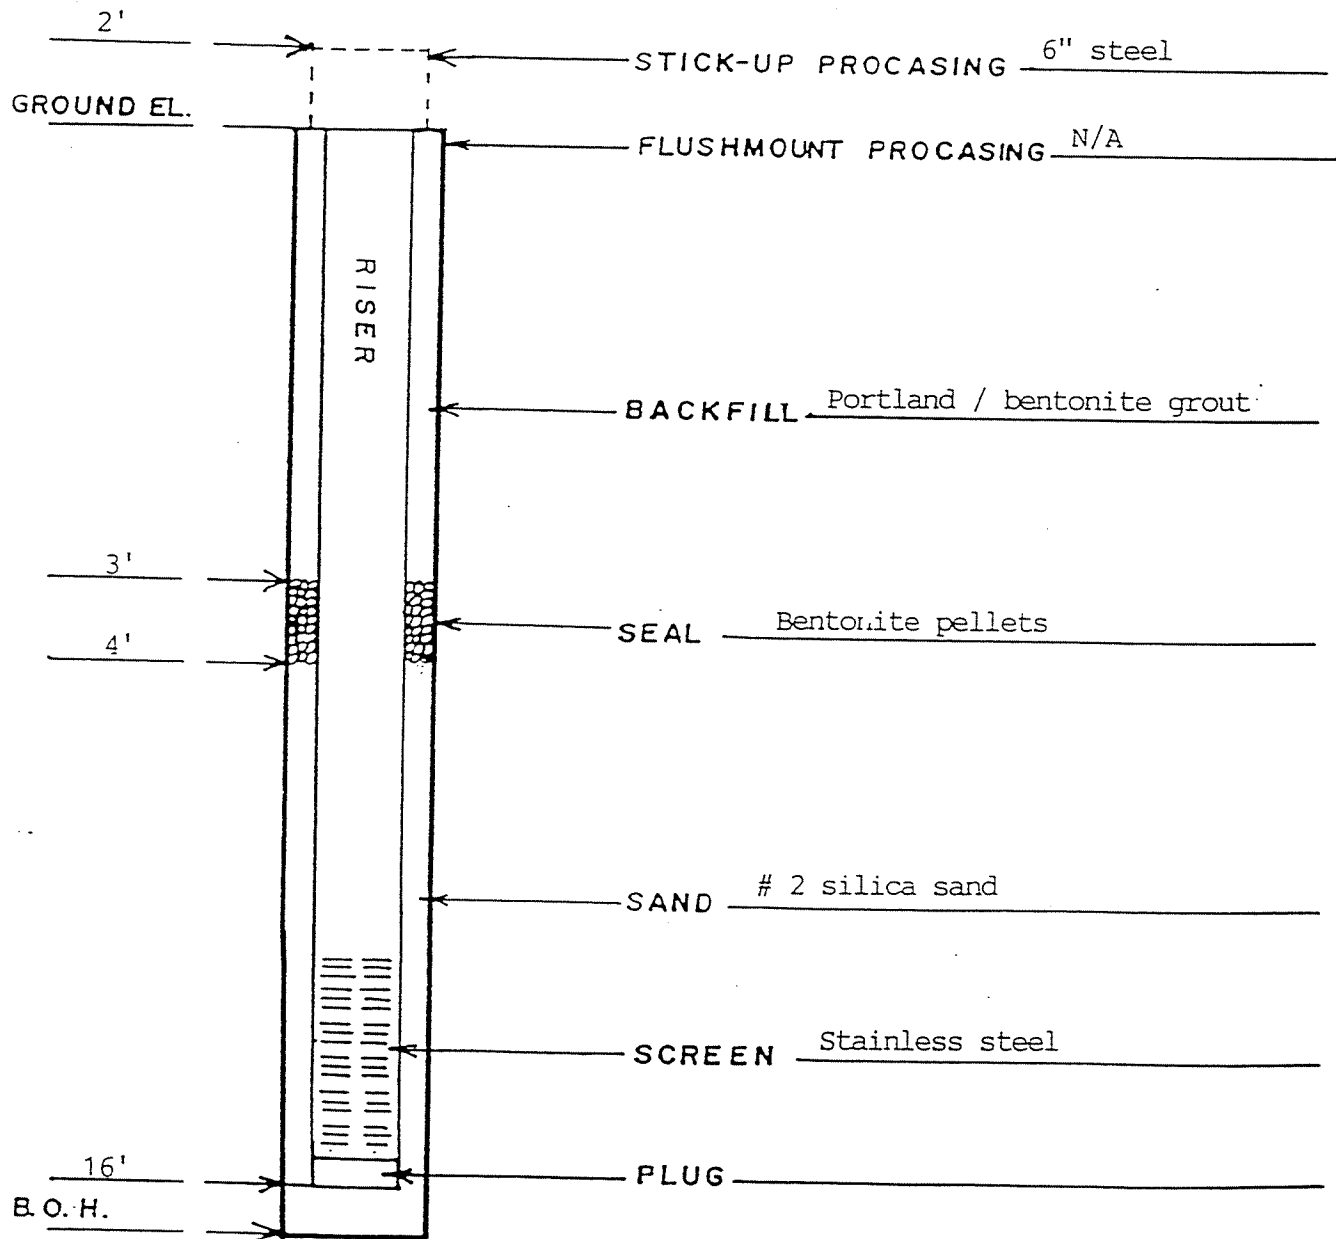 2'
STICK-UP PROCASING 6" steel
GROUND EL.
FLUSHMOUNT PROCASING N/A
RISER
BACKFILL Portland / bentonite grout
3'
SEAL Bentonite pellets
4'
SAND # 2 silica sand
SCREEN Stainless steel
16'
PLUG
B.O.H.